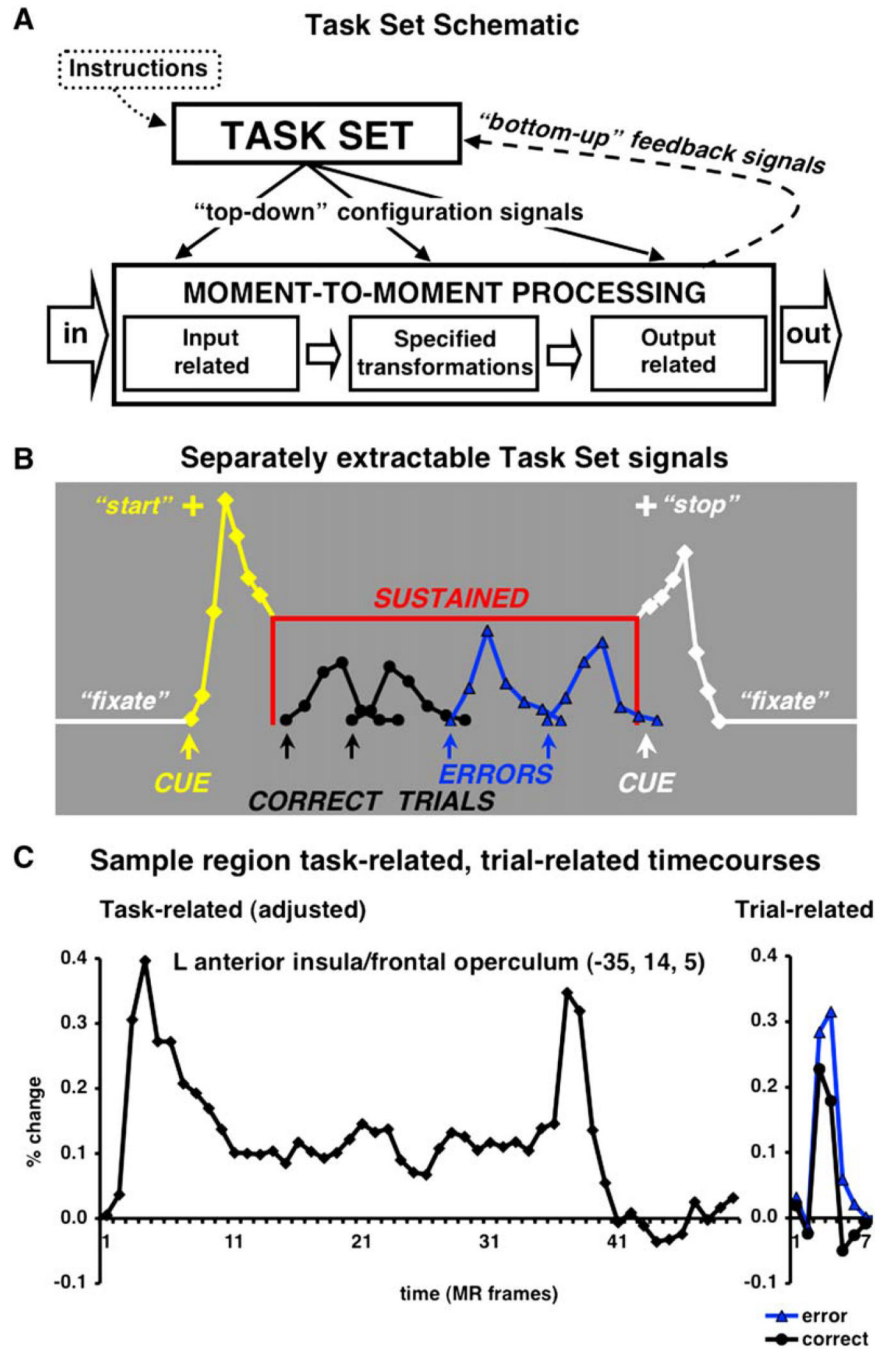 A
Task Set Schematic
Instructions
TASK SET
"bottom-up" feedback signals
"top-down" configuration signals
MOMENT-TO-MOMENT PROCESSING
in
Input
related
Specified
transformations
Output
related
out
B
Separately extractable Task Set signals
"start" +
+ "stop"
SUSTAINED
"fixate"
"fixate"
CUE
ERRORS
CUE
CORRECT TRIALS
C
Sample region task-related, trial-related timecourses
Task-related (adjusted)
Trial-related
L anterior insula/frontal operculum (-35, 14, 5)
% change
0.4
0.3
0.2
0.1
0.0
-0.1
1
11
21
31
41
time (MR frames)
0.4
0.3
0.2
0.1
0.0
-0.1
1
7
error
correct